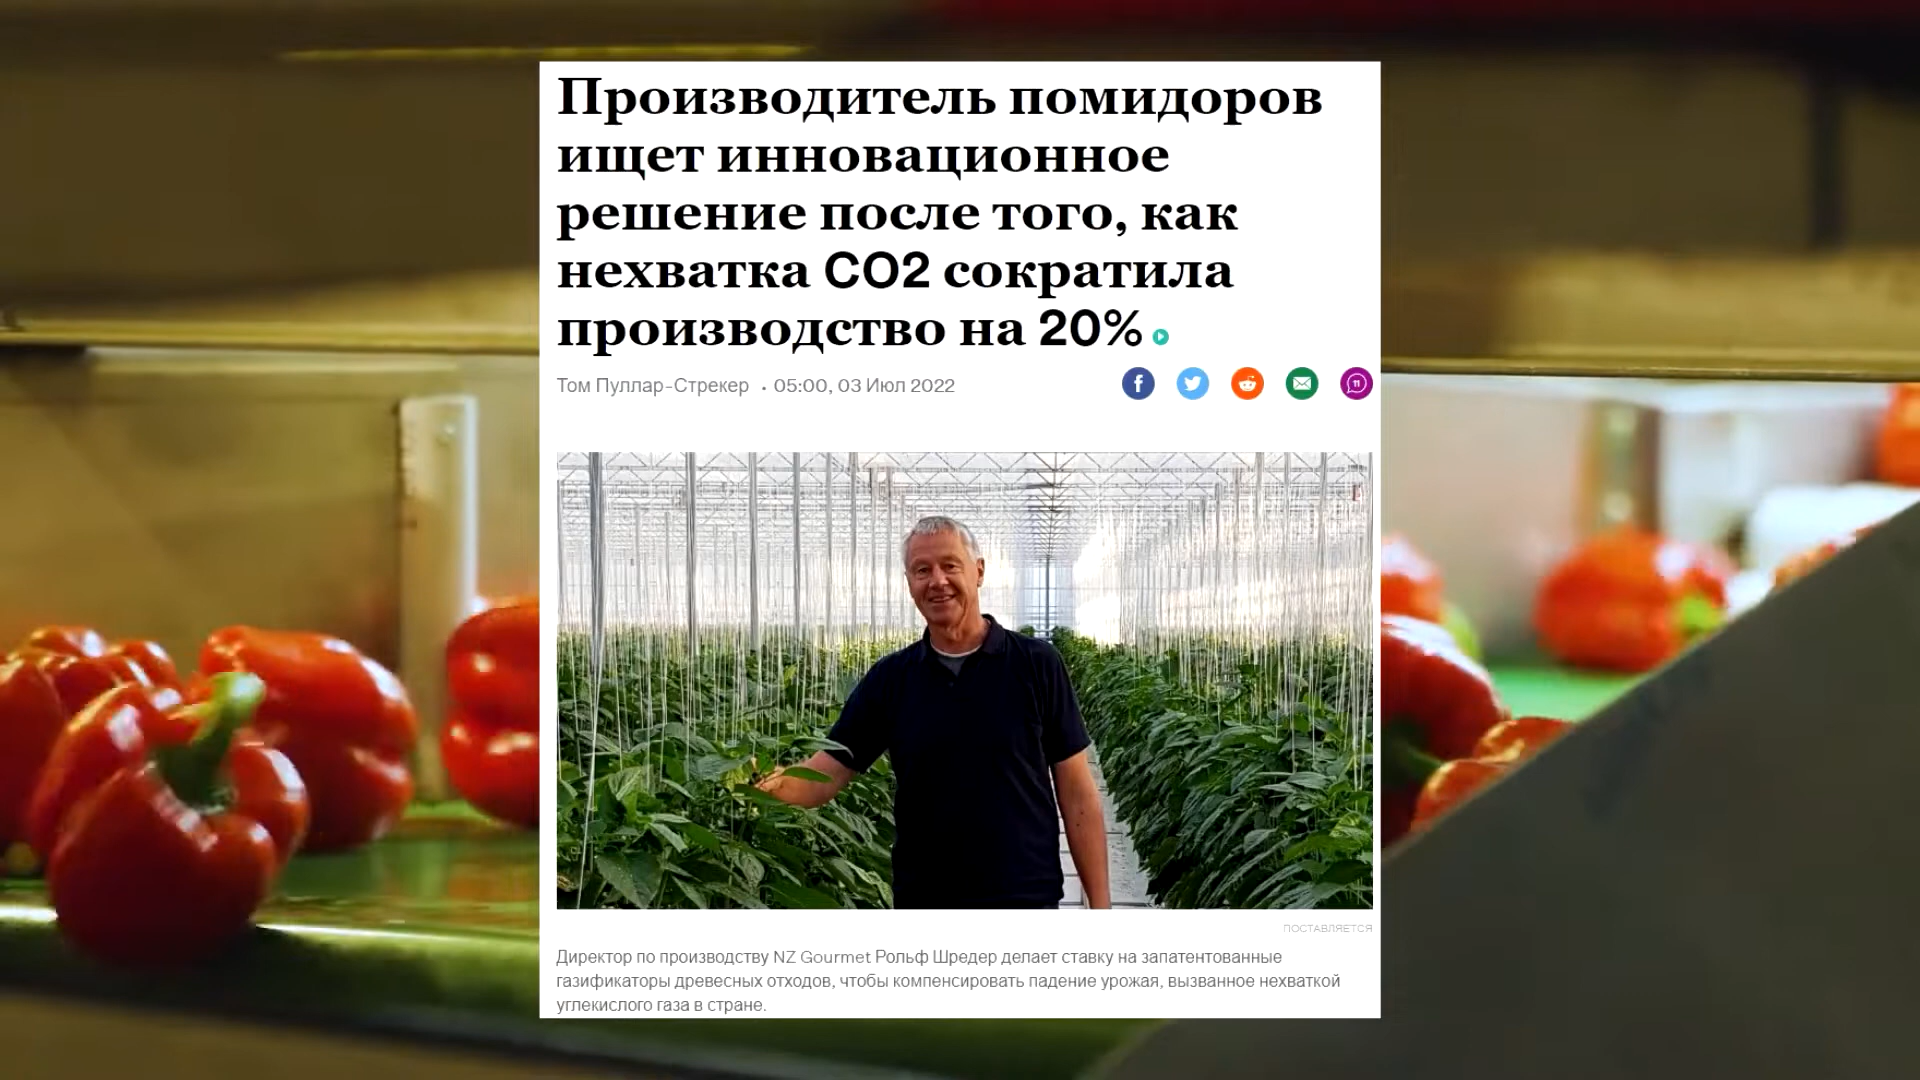 Производитель помидоров
ищет инновационное
решение после того, как
нехватка CO2 сократила
производство на 20%
Том Пуллар-Стрекер • 05:00, 03 Июл 2022
11
ПОСТАВЛЯЕТСЯ
Директор по производству NZ Gourmet Рольф Шредер делает ставку на запатентованные
газификаторы древесных отходов, чтобы компенсировать падение урожая, вызванное нехваткой
углекислого газа в стране.